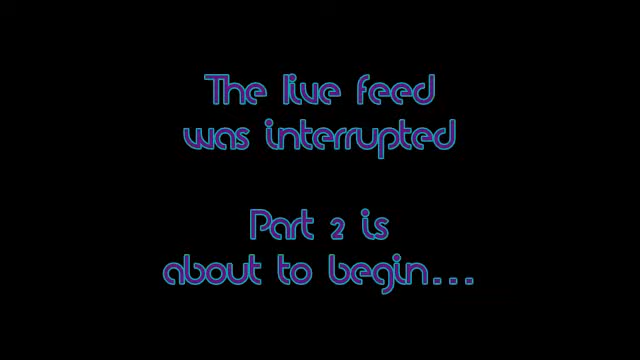 The live feed
was interrupted
Part 2 is
about to begin...